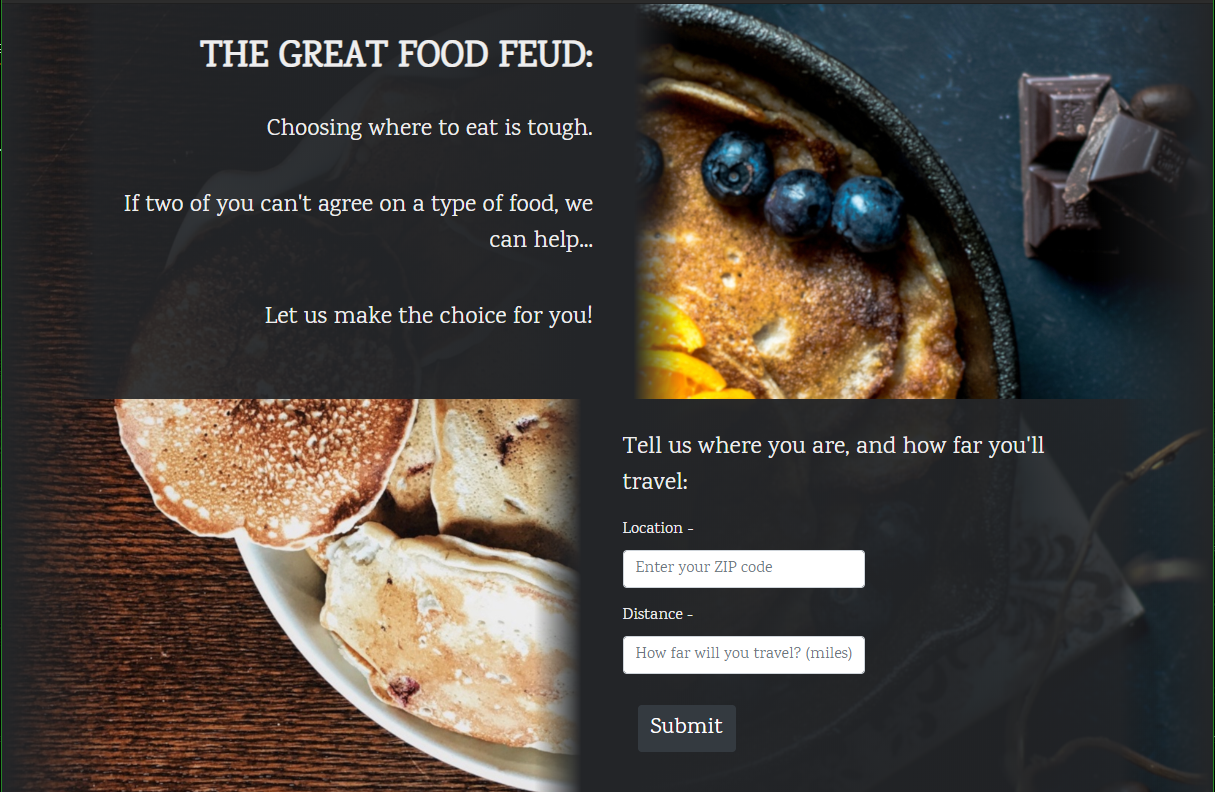 THE GREAT FOOD FEUD:
Choosing where to eat is tough.
If two of you can't agree on a type of food, we
can help...
Let us make the choice for you!
Tell us where you are, and how far you'll
travel:
Location -
Enter your ZIP code
Distance -
How far will you travel? (miles)
Submit